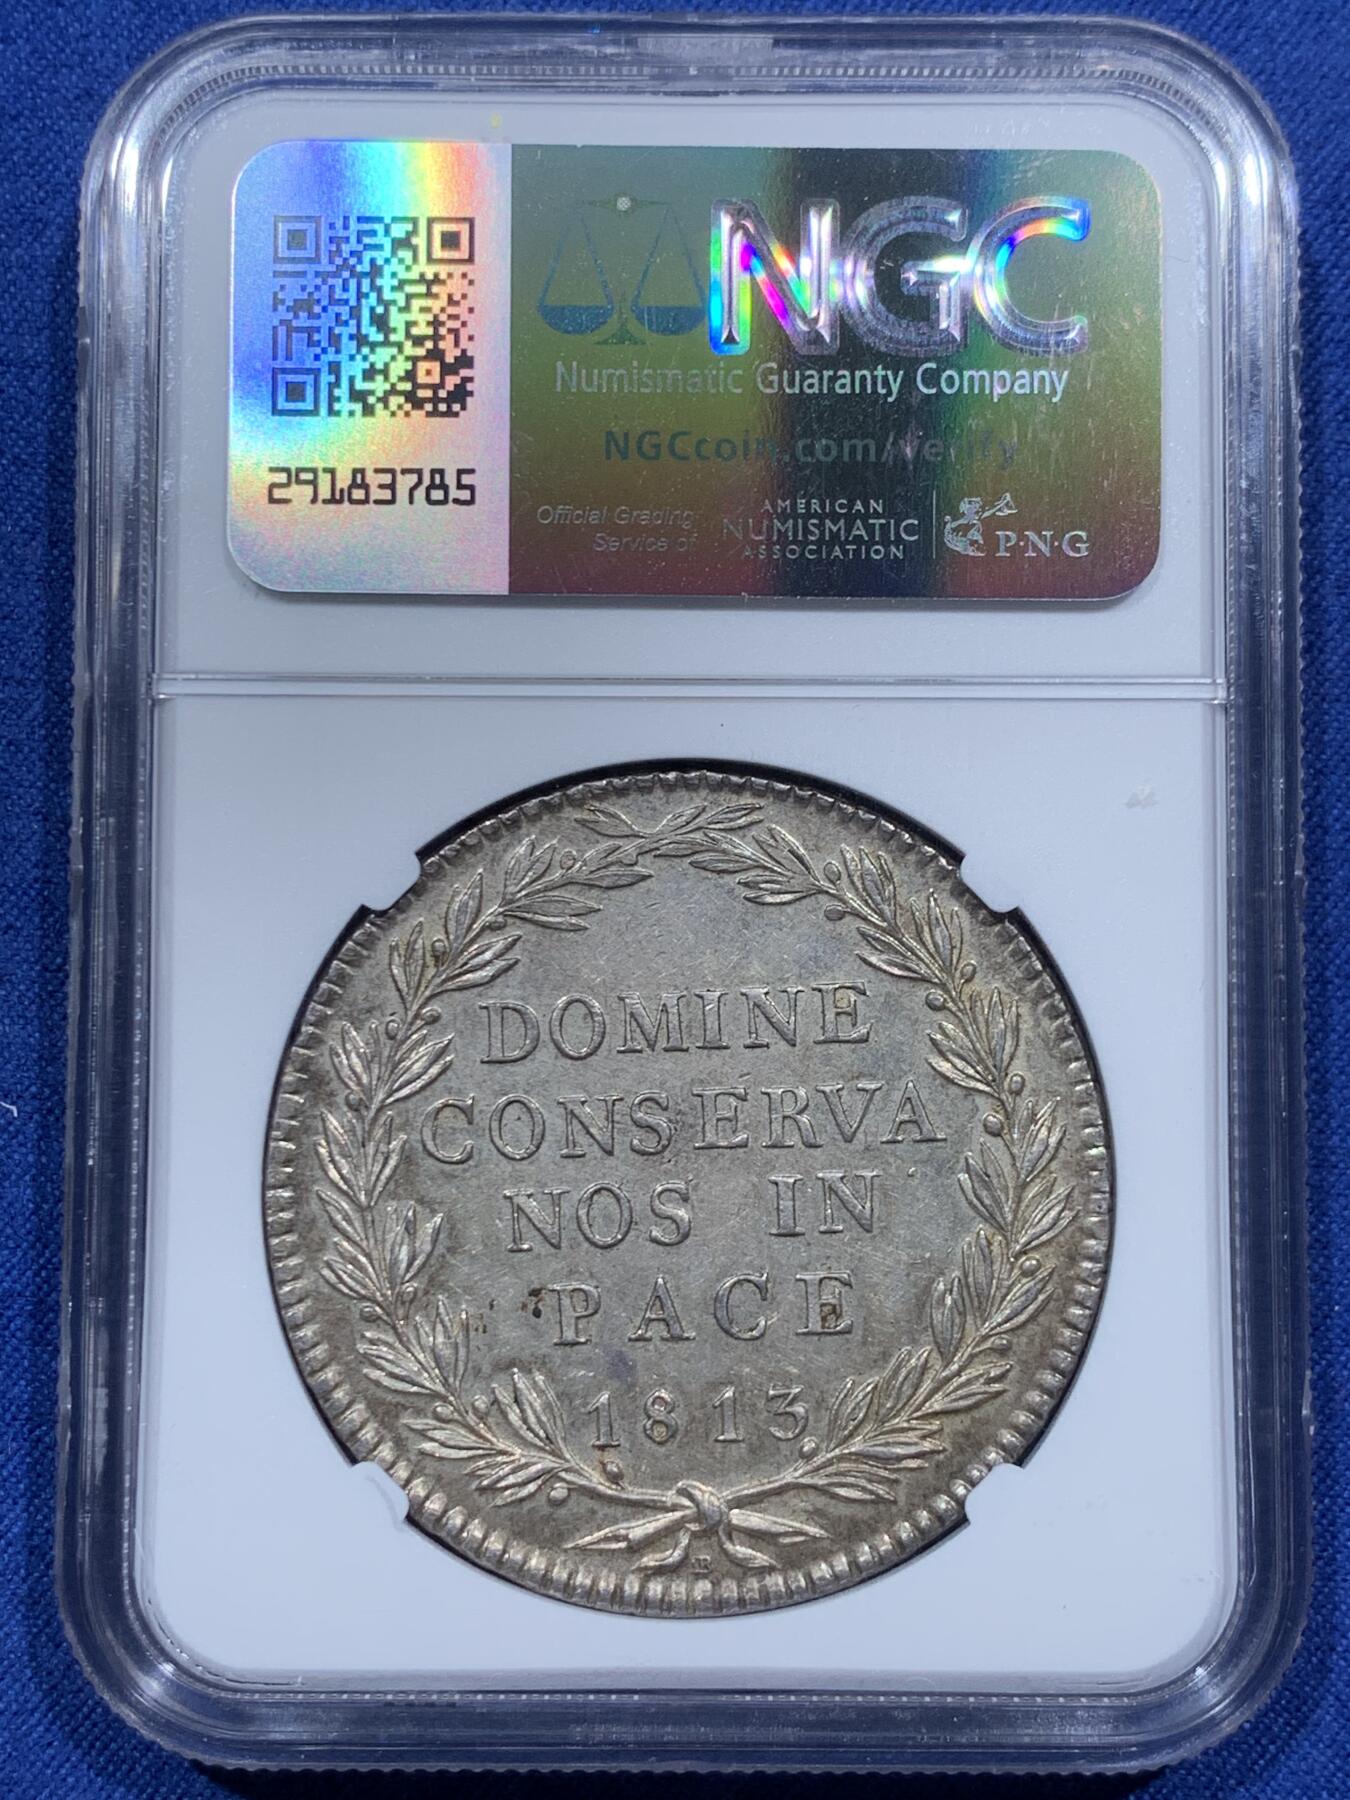 NGC
Numismatic Guaranty Company
NGCcoin.com/verify
29183785
Official Grading
Service of
AMERICAN
NUMISMATIC
ASSOCIATION
P·N·G
DOMINE
CONSERVA
NOS IN
PACE
1813